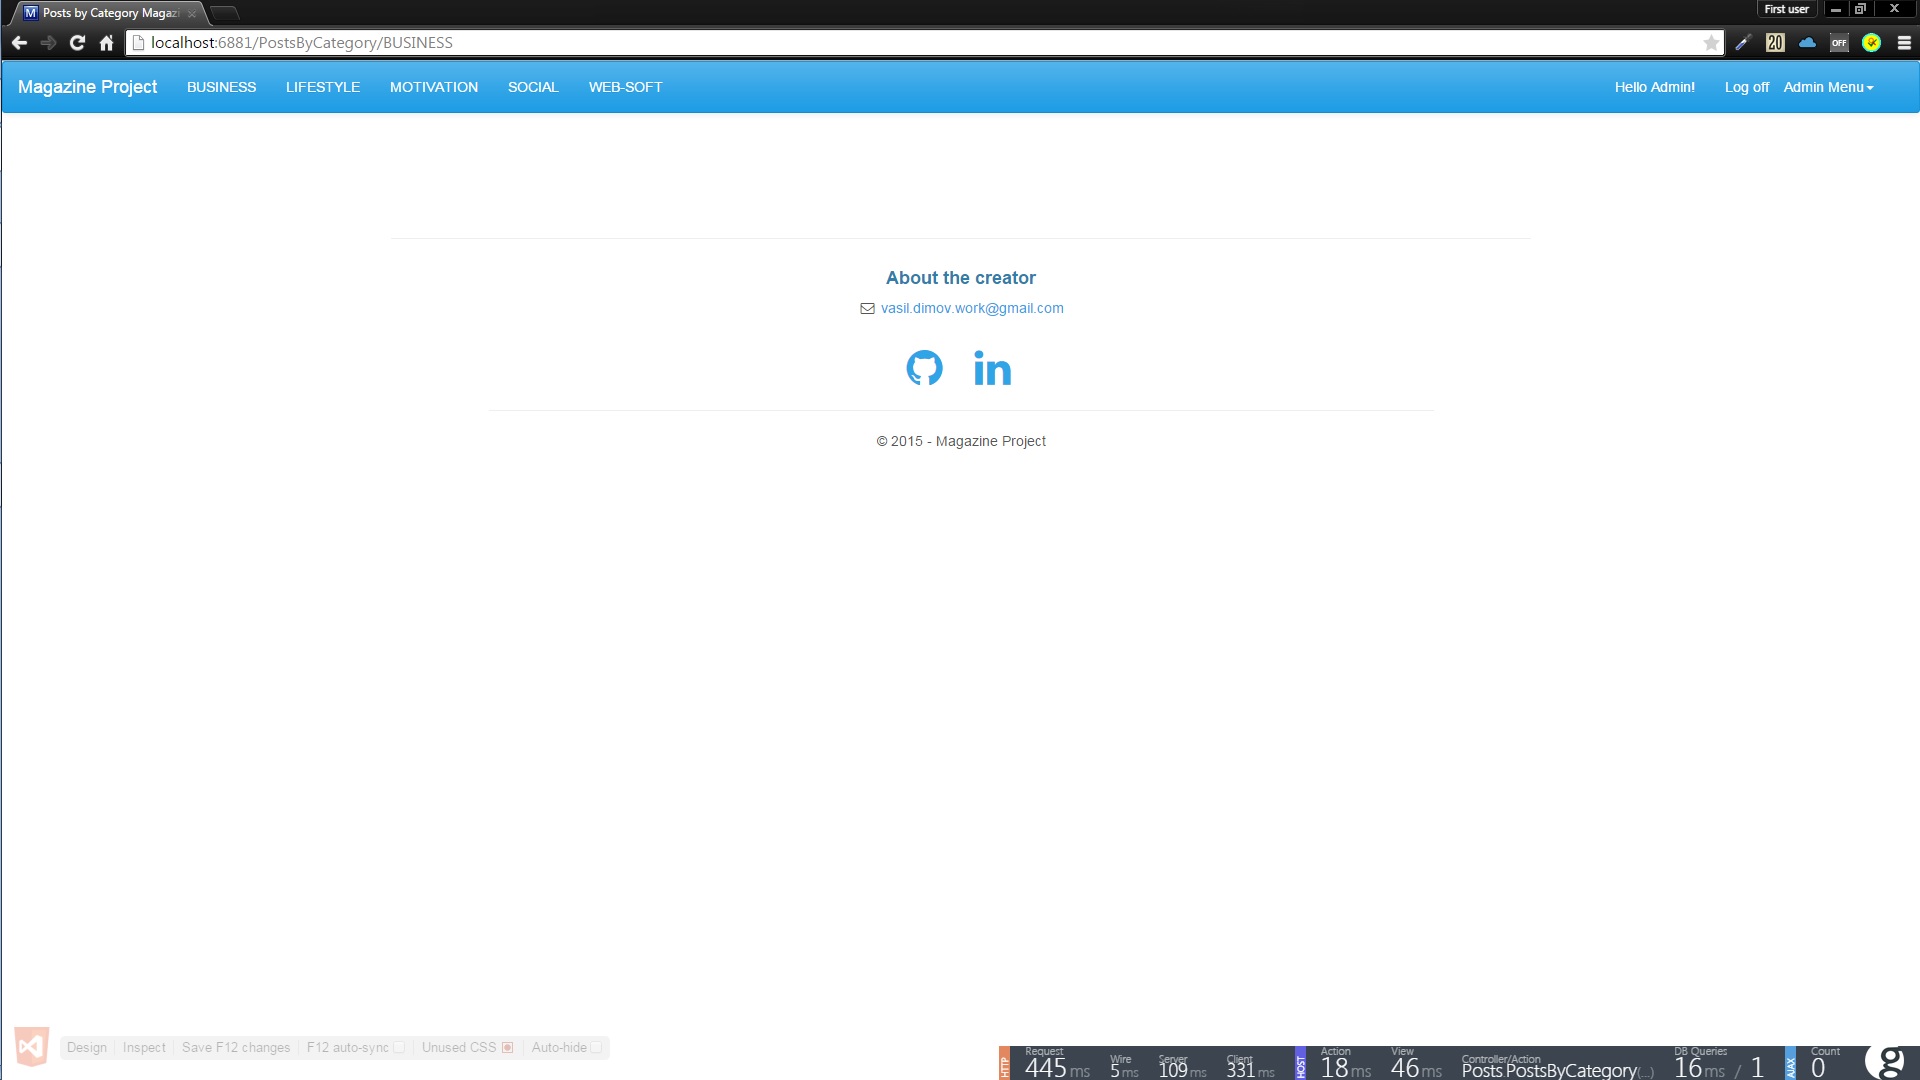 M Posts by Category Magazi
First user
localhost:6881/PostsByCategory/BUSINESS
20
OFF
Magazine Project BUSINESS LIFESTYLE MOTIVATION SOCIAL WEB-SOFT Hello Admin! Log off Admin Menu
About the creator
vasil.dimov.work@gmail.com
in
© 2015 - Magazine Project
Design Inspect Save F12 changes F12 auto-sync Unused CSS Auto-hide
HTTP Request 445 ms Wire 5 ms Server 109 ms Client 331 ms HOST Action 18 ms View 46 ms Controller/Action Posts.PostsByCategory(...) DB Queries 16 ms / 1 AJAX Count 0 g